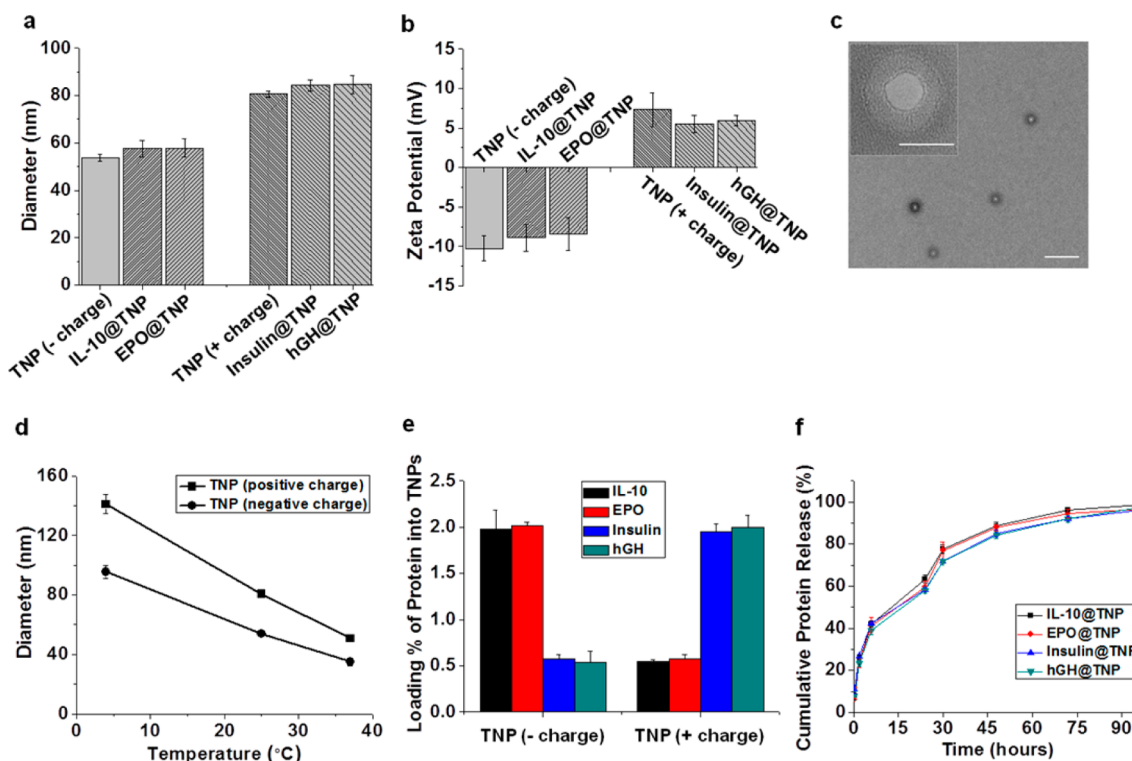 a
Diameter (nm)
100
80
60
40
20
0
TNP (- charge)
IL-10@TNP
EPO@TNP
TNP (+ charge)
Insulin@TNP
hGH@TNP
b
Zeta Potential (mV)
15
10
5
0
-5
-10
-15
TNP (- charge)
IL-10@TNP
EPO@TNP
TNP (+ charge)
Insulin@TNP
hGH@TNP
c
d
Diameter (nm)
160
120
80
40
0
TNP (positive charge)
TNP (negative charge)
0 10 20 30 40
Temperature (°C)
e
Loading % of Protein into TNPs
2.5
2.0
1.5
1.0
0.5
0.0
IL-10
EPO
Insulin
hGH
TNP (- charge) TNP (+ charge)
f
Cumulative Protein Release (%)
100
80
60
40
20
0
IL-10@TNP
EPO@TNP
Insulin@TNP
hGH@TNP
0 15 30 45 60 75 90
Time (hours)